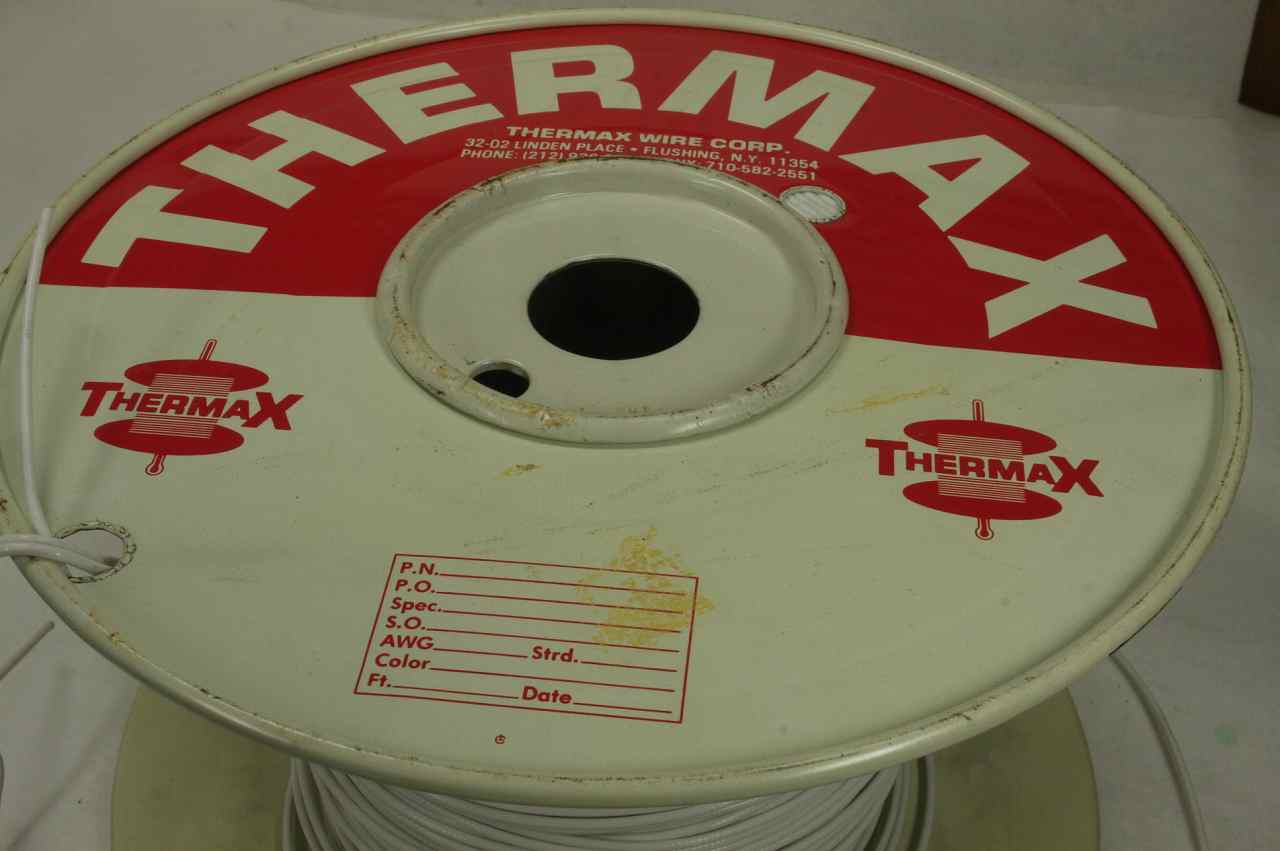 THERMAX
THERMAX WIRE CORP.
32-02 LINDEN PLACE • FLUSHING, N.Y. 11354
PHONE: (212) 710-582-2551
THERMAX
THERMAX
P.N.
P.O.
Spec.
S.O.
AWG Strd.
Color
Ft. Date